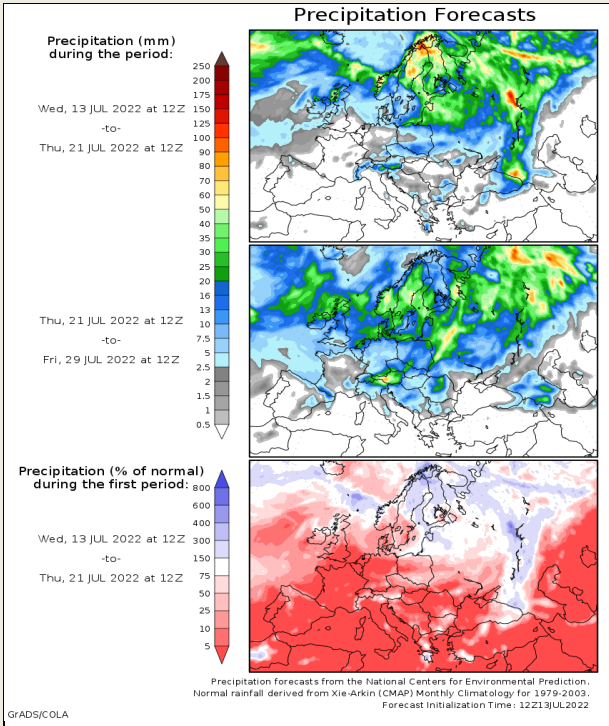 Precipitation Forecasts
Precipitation (mm)
during the period:
250
200
175
150
125
100
90
80
70
60
50
40
35
30
25
20
16
13
10
7.5
5
2.5
2
1.5
1
0.5
Wed, 13 JUL 2022 at 12Z
-to-
Thu, 21 JUL 2022 at 12Z
Thu, 21 JUL 2022 at 12Z
-to-
Fri, 29 JUL 2022 at 12Z
Precipitation (% of normal)
during the first period:
800
600
400
300
150
75
50
25
10
5
Wed, 13 JUL 2022 at 12Z
-to-
Thu, 21 JUL 2022 at 12Z
Precipitation forecasts from the National Centers for Environmental Prediction.
Normal rainfall derived from Xie-Arkin (CMAP) Monthly Climatology for 1979-2003.
Forecast Initialization Time: 12Z13JUL2022
GrADS/COLA